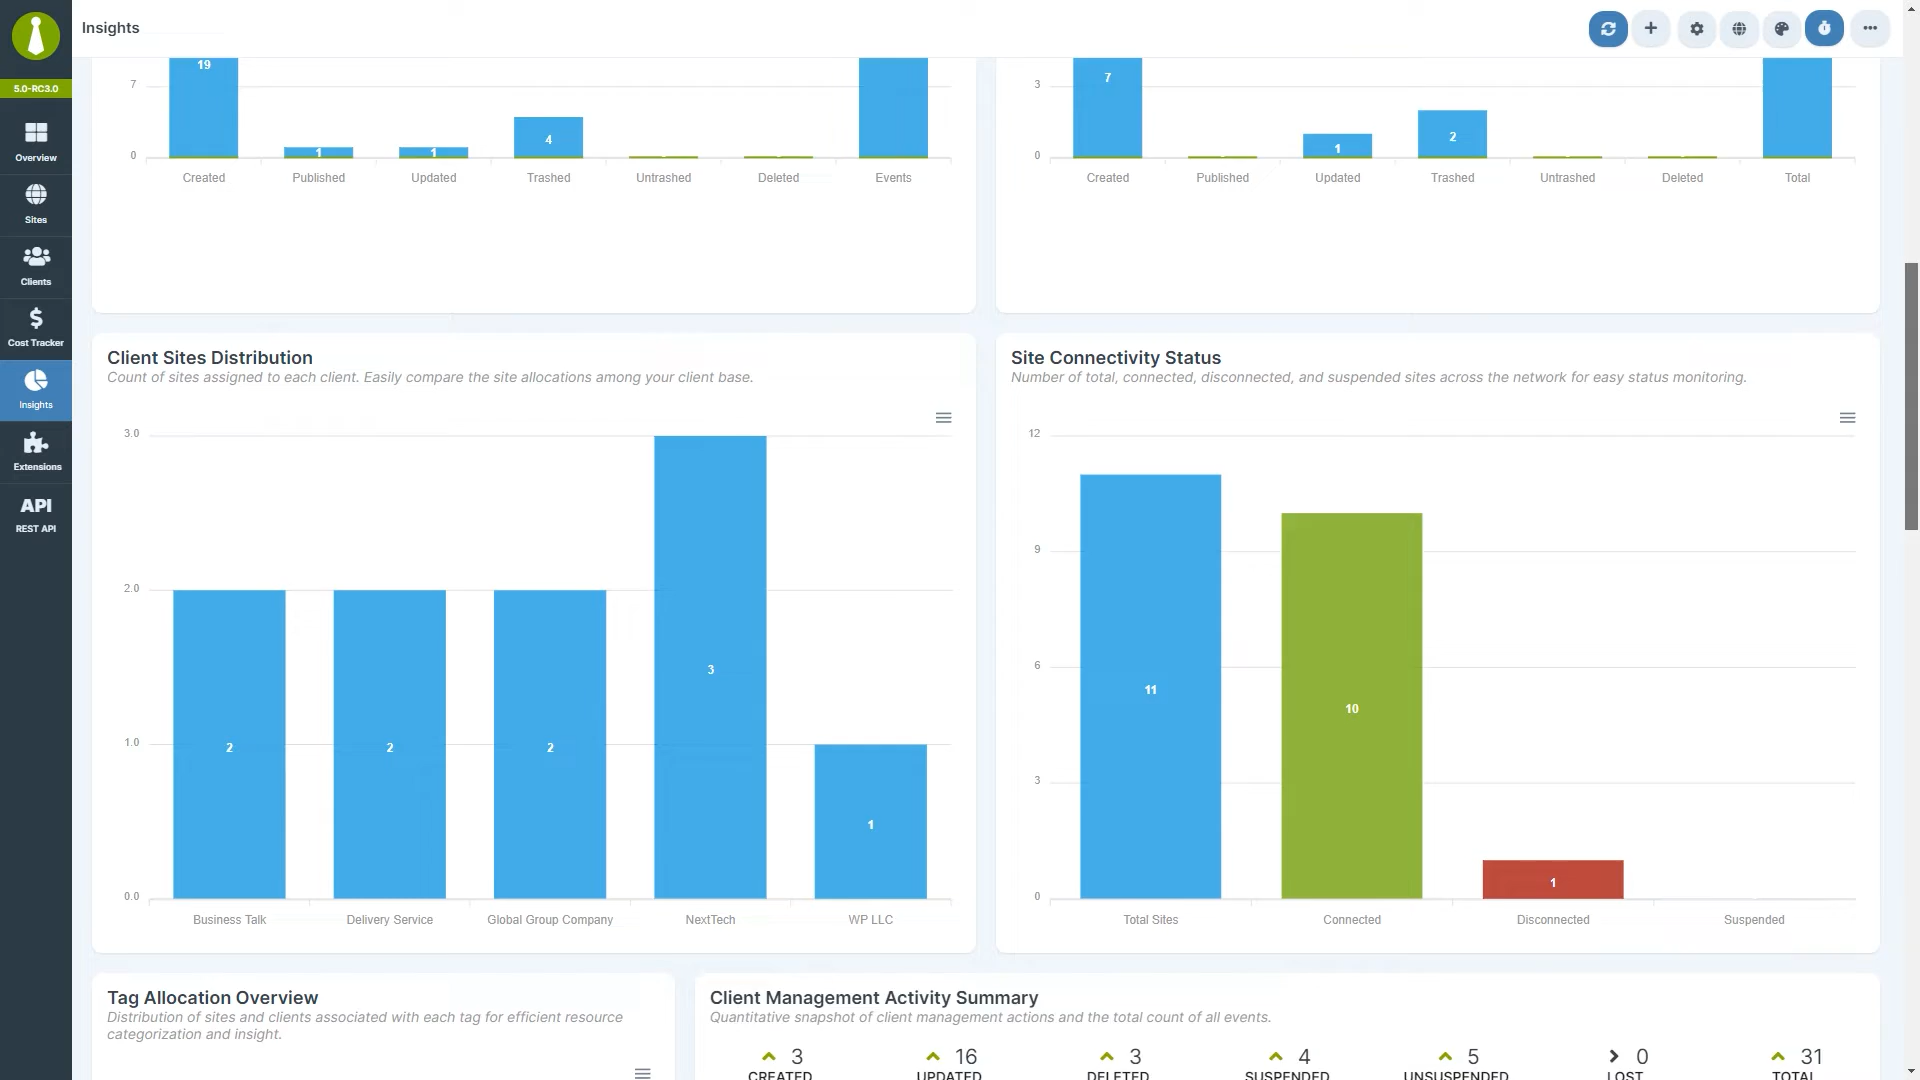 Insights
5.0-RC3.0
Overview
Sites
Clients
Cost Tracker
Insights
Extensions
API
REST API
7
0
19
1
1
4
Created
Published
Updated
Trashed
Untrashed
Deleted
Events
3
0
7
1
2
Created
Published
Updated
Trashed
Untrashed
Deleted
Total
Client Sites Distribution
Count of sites assigned to each client. Easily compare the site allocations among your client base.
3.0
2.0
1.0
0.0
2
2
2
3
1
Business Talk
Delivery Service
Global Group Company
NextTech
WP LLC
Site Connectivity Status
Number of total, connected, disconnected, and suspended sites across the network for easy status monitoring.
12
9
6
3
0
11
10
1
Total Sites
Connected
Disconnected
Suspended
Tag Allocation Overview
Distribution of sites and clients associated with each tag for efficient resource
categorization and insight.
Client Management Activity Summary
Quantitative snapshot of client management actions and the total count of all events.
3
CREATED
16
UPDATED
3
DELETED
4
SUSPENDED
5
UNSUSPENDED
0
LOST
31
TOTAL